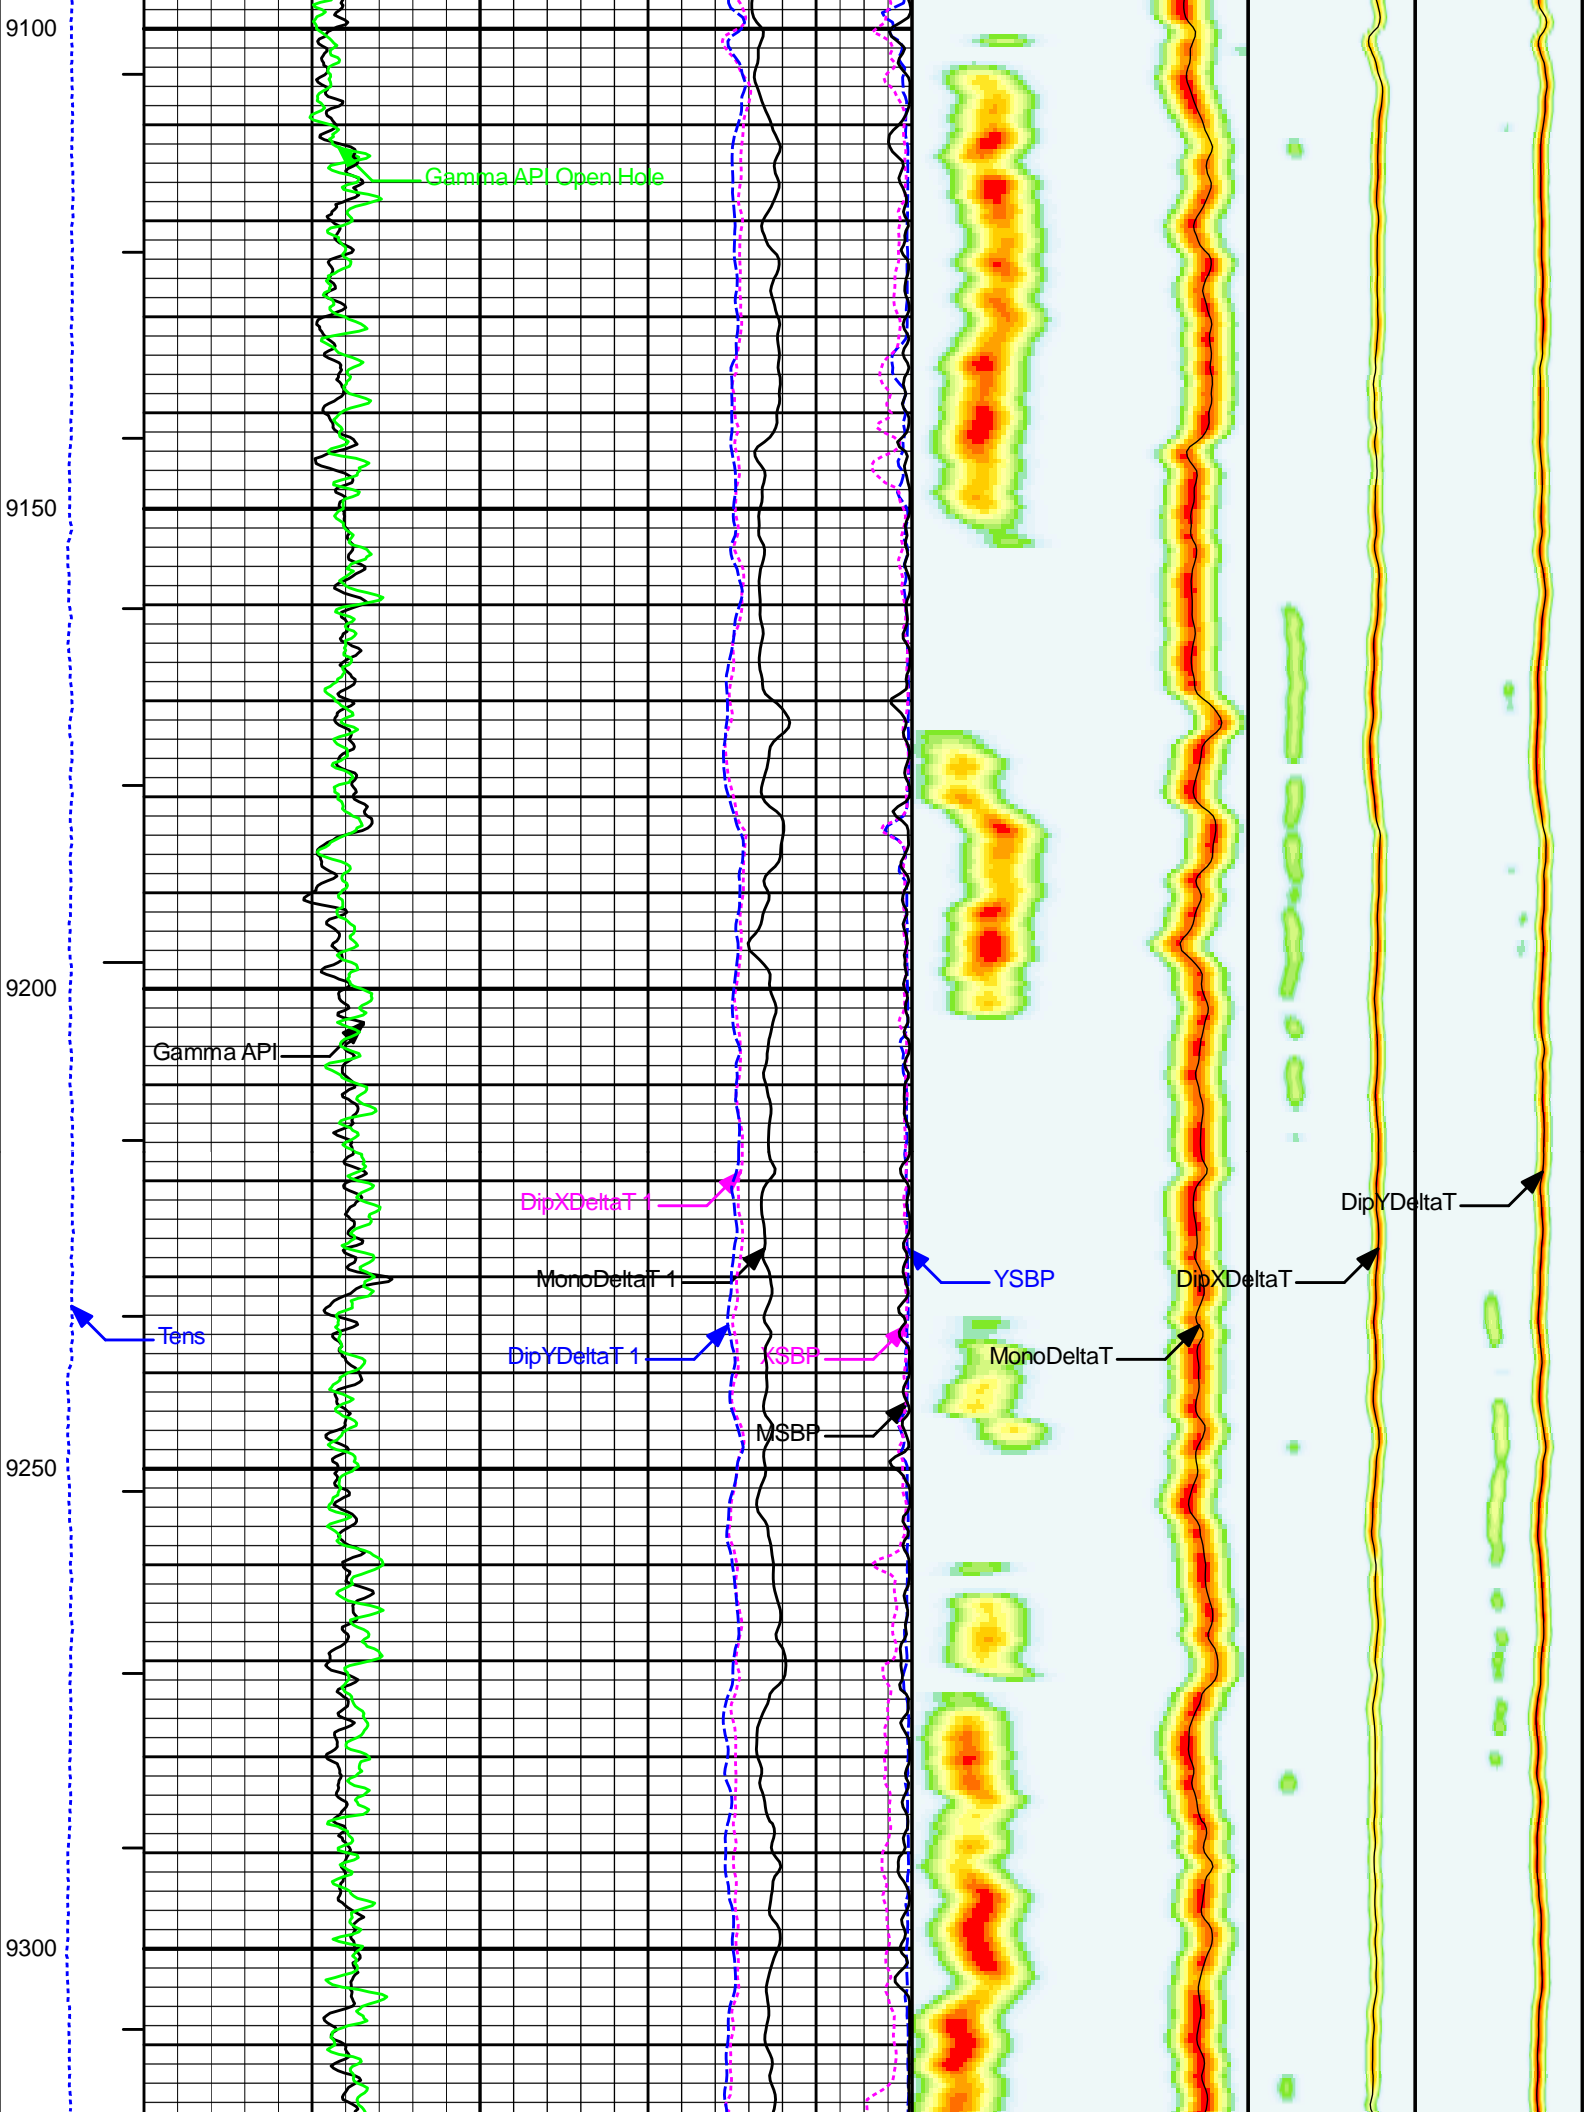 9100
Gamma API Open Hole
9150
9200
Gamma API
DipXDeltaT 1
DipYDeltaT
MonoDeltaT 1
YSBP
DipXDeltaT
Tens
DipYDeltaT 1
XSBP
MonoDeltaT
MSBP
9250
9300